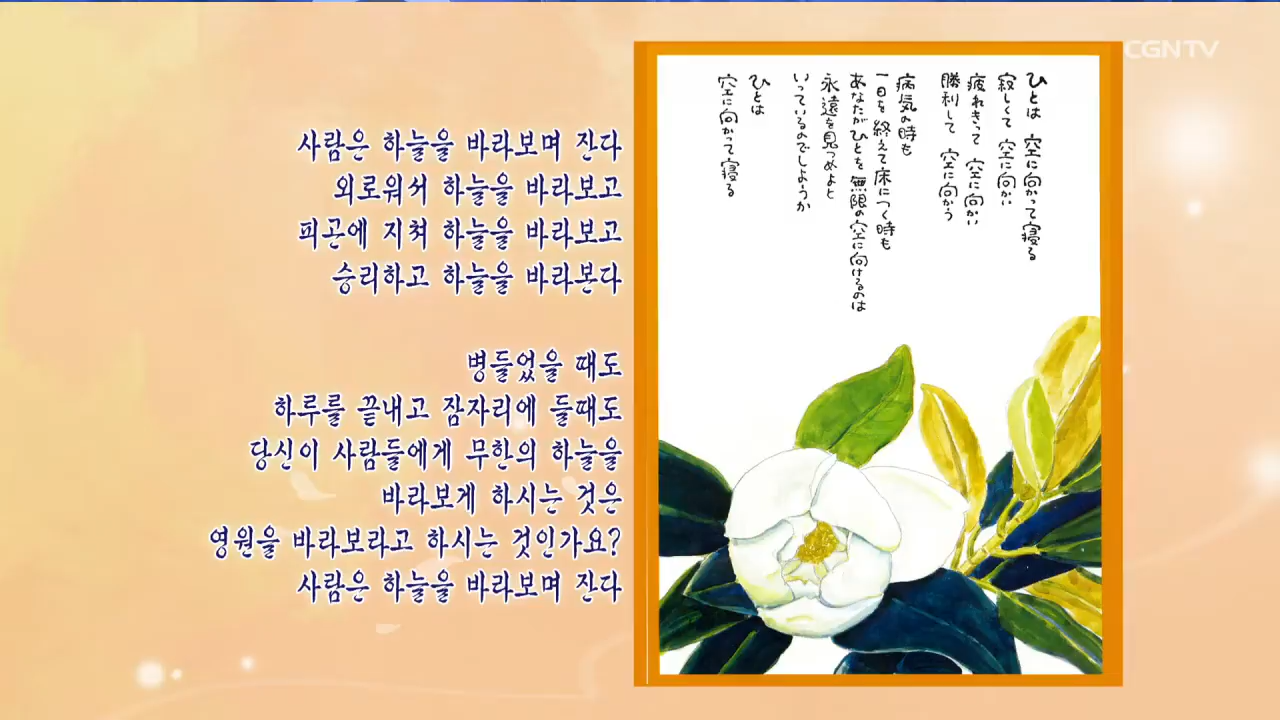 사람은 하늘을 바라보며 잔다
외로워서 하늘을 바라보고
피곤에 지쳐 하늘을 바라보고
승리하고 하늘을 바라본다
병들었을 때도
하루를 끝내고 잠자리에 들때도
당신이 사람들에게 무한의 하늘을
바라보게 하시는 것은
영원을 바라보라고 하시는 것인가요?
사람은 하늘을 바라보며 잔다
CGNTV
ひとは 空に向かって寝る
寂しくて 空に向かい
疲れきって 空に向かい
勝利して 空に向かう
病気の時も
一日を終えて床につく時も
あなたがひとを無限の空に向けるのは
永遠を見つめよと
いっているのでしようか
ひとは
空に向かって寝る